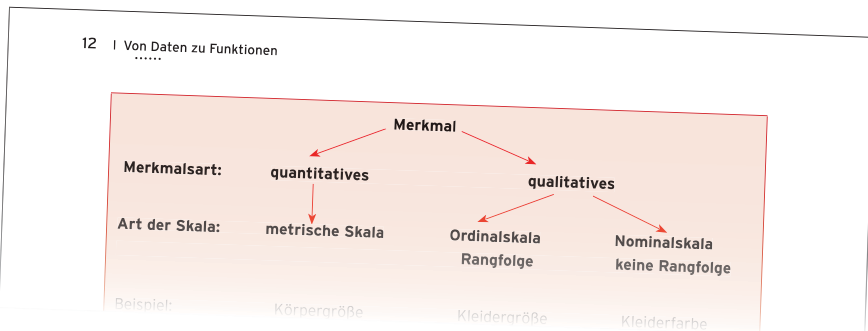 12 | Von Daten zu Funktionen
Merkmal
Merkmalsart: quantitatives qualitatives
Art der Skala: metrische Skala Ordinalskala Nominalskala
Rangfolge keine Rangfolge
Beispiel: Körpergröße Kleidergröße Kleiderfarbe